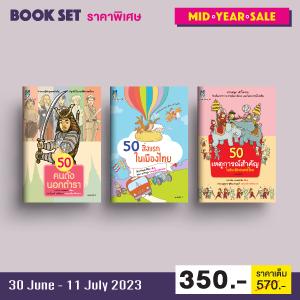 BOOK SET ราคาพิเศษ
MID•YEAR•SALE
50
คนดัง
นอกตำรา
50 สิ่งแรก
ในเมืองไทย
50
เหตุการณ์สำคัญ
30 June - 11 July 2023
350.-
ราคาเต็ม
570.-